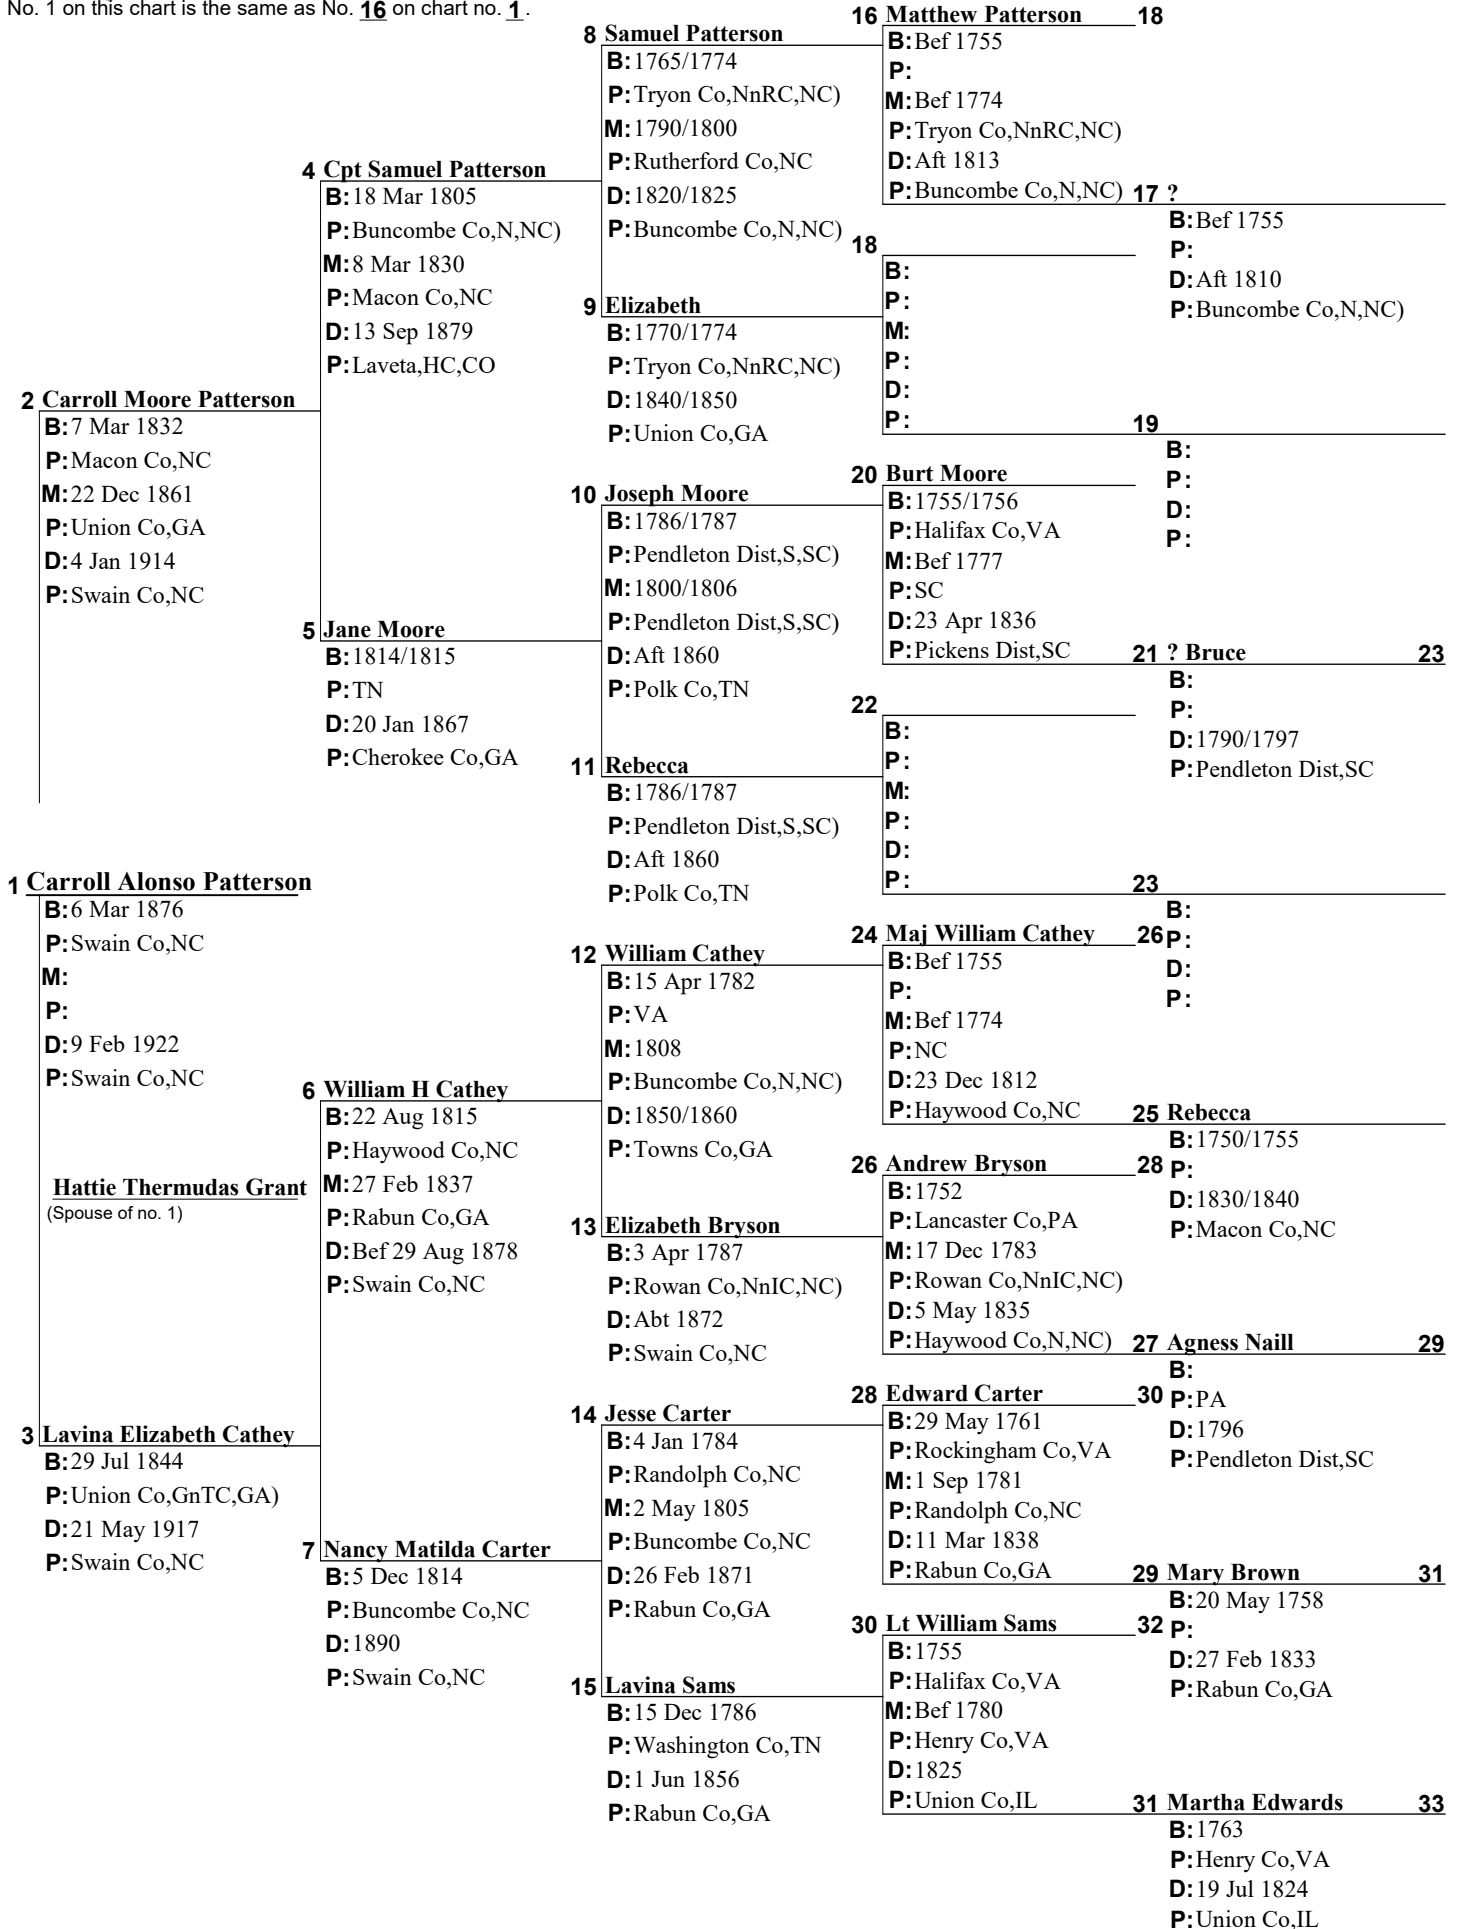 No. 1 on this chart is the same as No. 16 on chart no. 1.
16 Matthew Patterson 18
B: Bef 1755
P:
M: Bef 1774
P: Tryon Co,NnRC,NC)
D: Aft 1813
P: Buncombe Co,N,NC)
8 Samuel Patterson
B: 1765/1774
P: Tryon Co,NnRC,NC)
M: 1790/1800
P: Rutherford Co,NC
D: 1820/1825
P: Buncombe Co,N,NC)
17 ?
B: Bef 1755
P:
D: Aft 1810
P: Buncombe Co,N,NC)
4 Cpt Samuel Patterson
B: 18 Mar 1805
P: Buncombe Co,N,NC)
M: 8 Mar 1830
P: Macon Co,NC
D: 13 Sep 1879
P: Laveta,HC,CO
18
B:
P:
M:
P:
D:
P:
9 Elizabeth
B: 1770/1774
P: Tryon Co,NnRC,NC)
D: 1840/1850
P: Union Co,GA
19
B:
P:
D:
P:
2 Carroll Moore Patterson
B: 7 Mar 1832
P: Macon Co,NC
M: 22 Dec 1861
P: Union Co,GA
D: 4 Jan 1914
P: Swain Co,NC
20 Burt Moore
B: 1755/1756
P: Halifax Co,VA
M: Bef 1777
P: SC
D: 23 Apr 1836
P: Pickens Dist,SC
10 Joseph Moore
B: 1786/1787
P: Pendleton Dist,S,SC)
M: 1800/1806
P: Pendleton Dist,S,SC)
D: Aft 1860
P: Polk Co,TN
21 ? Bruce 23
B:
P:
D: 1790/1797
P: Pendleton Dist,SC
5 Jane Moore
B: 1814/1815
P: TN
D: 20 Jan 1867
P: Cherokee Co,GA
22
B:
P:
M:
P:
D:
P:
11 Rebecca
B: 1786/1787
P: Pendleton Dist,S,SC)
D: Aft 1860
P: Polk Co,TN
23
B:
P:
D:
P:
1 Carroll Alonso Patterson
B: 6 Mar 1876
P: Swain Co,NC
M:
P:
D: 9 Feb 1922
P: Swain Co,NC
Hattie Thermudas Grant
(Spouse of no. 1)
24 Maj William Cathey 26
B: Bef 1755
P:
M: Bef 1774
P: NC
D: 23 Dec 1812
P: Haywood Co,NC
12 William Cathey
B: 15 Apr 1782
P: VA
M: 1808
P: Buncombe Co,N,NC)
D: 1850/1860
P: Towns Co,GA
25 Rebecca
B: 1750/1755
P:
D: 1830/1840
P: Macon Co,NC
6 William H Cathey
B: 22 Aug 1815
P: Haywood Co,NC
M: 27 Feb 1837
P: Rabun Co,GA
D: Bef 29 Aug 1878
P: Swain Co,NC
26 Andrew Bryson 28
B: 1752
P: Lancaster Co,PA
M: 17 Dec 1783
P: Rowan Co,NnIC,NC)
D: 5 May 1835
P: Haywood Co,N,NC)
13 Elizabeth Bryson
B: 3 Apr 1787
P: Rowan Co,NnIC,NC)
D: Abt 1872
P: Swain Co,NC
27 Agness Naill 29
B:
P: PA
D: 1796
P: Pendleton Dist,SC
3 Lavina Elizabeth Cathey
B: 29 Jul 1844
P: Union Co,GnTC,GA)
D: 21 May 1917
P: Swain Co,NC
28 Edward Carter 30
B: 29 May 1761
P: Rockingham Co,VA
M: 1 Sep 1781
P: Randolph Co,NC
D: 11 Mar 1838
P: Rabun Co,GA
14 Jesse Carter
B: 4 Jan 1784
P: Randolph Co,NC
M: 2 May 1805
P: Buncombe Co,NC
D: 26 Feb 1871
P: Rabun Co,GA
29 Mary Brown 31
B: 20 May 1758
P:
D: 27 Feb 1833
P: Rabun Co,GA
7 Nancy Matilda Carter
B: 5 Dec 1814
P: Buncombe Co,NC
D: 1890
P: Swain Co,NC
30 Lt William Sams 32
B: 1755
P: Halifax Co,VA
M: Bef 1780
P: Henry Co,VA
D: 1825
P: Union Co,IL
15 Lavina Sams
B: 15 Dec 1786
P: Washington Co,TN
D: 1 Jun 1856
P: Rabun Co,GA
31 Martha Edwards 33
B: 1763
P: Henry Co,VA
D: 19 Jul 1824
P: Union Co,IL